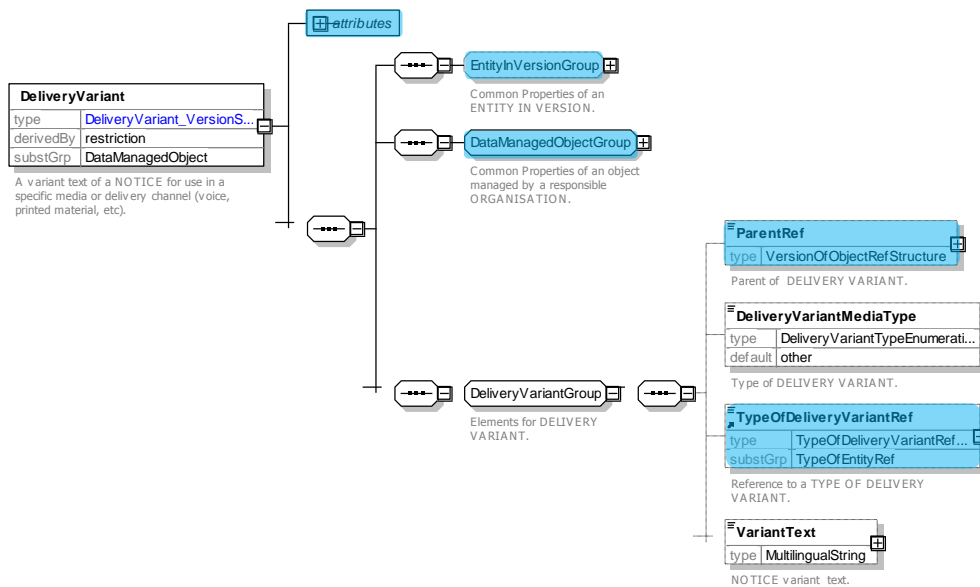 attributes
EntityInVersionGroup
Common Properties of an
ENTITY IN VERSION.
DeliveryVariant
type DeliveryVariant_VersionS...
derivedBy restriction
substGrp DataManagedObject
A variant text of a NOTICE for use in a
specific media or delivery channel (voice,
printed material, etc).
DataManagedObjectGroup
Common Properties of an object
managed by a responsible
ORGANISATION.
ParentRef
type VersionOfObjectRefStructure
Parent of DELIVERY VARIANT.
DeliveryVariantMediaType
type DeliveryVariantTypeEnumerati...
default other
Type of DELIVERY VARIANT.
DeliveryVariantGroup
Elements for DELIVERY
VARIANT.
TypeOfDeliveryVariantRef
type TypeOfDeliveryVariantRef...
substGrp TypeOfEntityRef
Reference to a TYPE OF DELIVERY
VARIANT.
VariantText
type MultilingualString
NOTICE variant text.